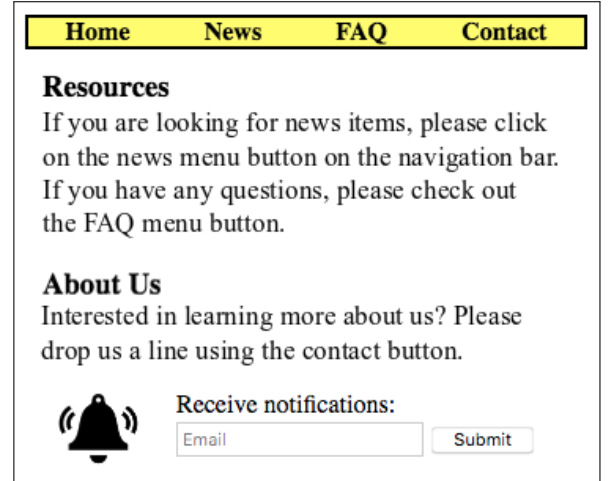 Home News FAQ Contact
Resources
If you are looking for news items, please click
on the news menu button on the navigation bar.
If you have any questions, please check out
the FAQ menu button.
About Us
Interested in learning more about us? Please
drop us a line using the contact button.
Receive notifications:
Email Submit